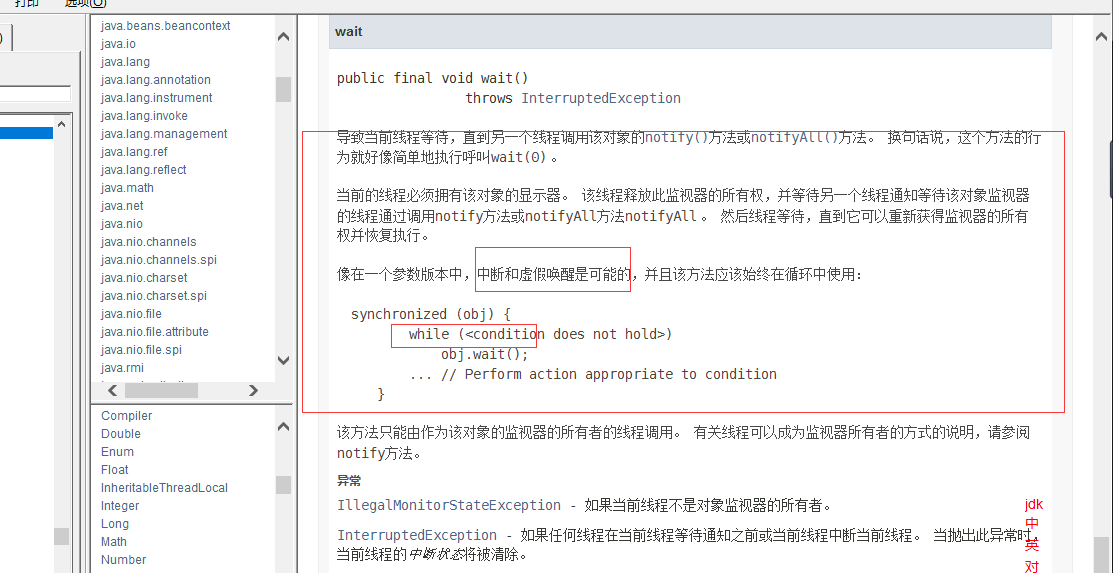 打印
选项(O)
java.beans.beancontext
java.io
java.lang
java.lang.annotation
java.lang.instrument
java.lang.invoke
java.lang.management
java.lang.ref
java.lang.reflect
java.math
java.net
java.nio
java.nio.channels
java.nio.channels.spi
java.nio.charset
java.nio.charset.spi
java.nio.file
java.nio.file.attribute
java.nio.file.spi
java.rmi
Compiler
Double
Enum
Float
InheritableThreadLocal
Integer
Long
Math
Number
wait
public final void wait()
throws InterruptedException
导致当前线程等待，直到另一个线程调用该对象的notify()方法或notifyAll()方法。 换句话说，这个方法的行
为就好像简单地执行呼叫wait(0) 。
当前的线程必须拥有该对象的显示器。 该线程释放此监视器的所有权，并等待另一个线程通知等待该对象监视器
的线程通过调用notify方法或notifyAll方法notifyAll 。 然后线程等待，直到它可以重新获得监视器的所有
权并恢复执行。
像在一个参数版本中，中断和虚假唤醒是可能的，并且该方法应该始终在循环中使用：
synchronized (obj) {
while (<condition does not hold>)
obj.wait();
... // Perform action appropriate to condition
}
该方法只能由作为该对象的监视器的所有者的线程调用。 有关线程可以成为监视器所有者的方式的说明，请参阅
notify方法。
异常
IllegalMonitorStateException - 如果当前线程不是对象监视器的所有者。
InterruptedException - 如果任何线程在当前线程等待通知之前或当前线程中断当前线程。 当抛出此异常时，
当前线程的中断状态将被清除。
jdk
中
英
对